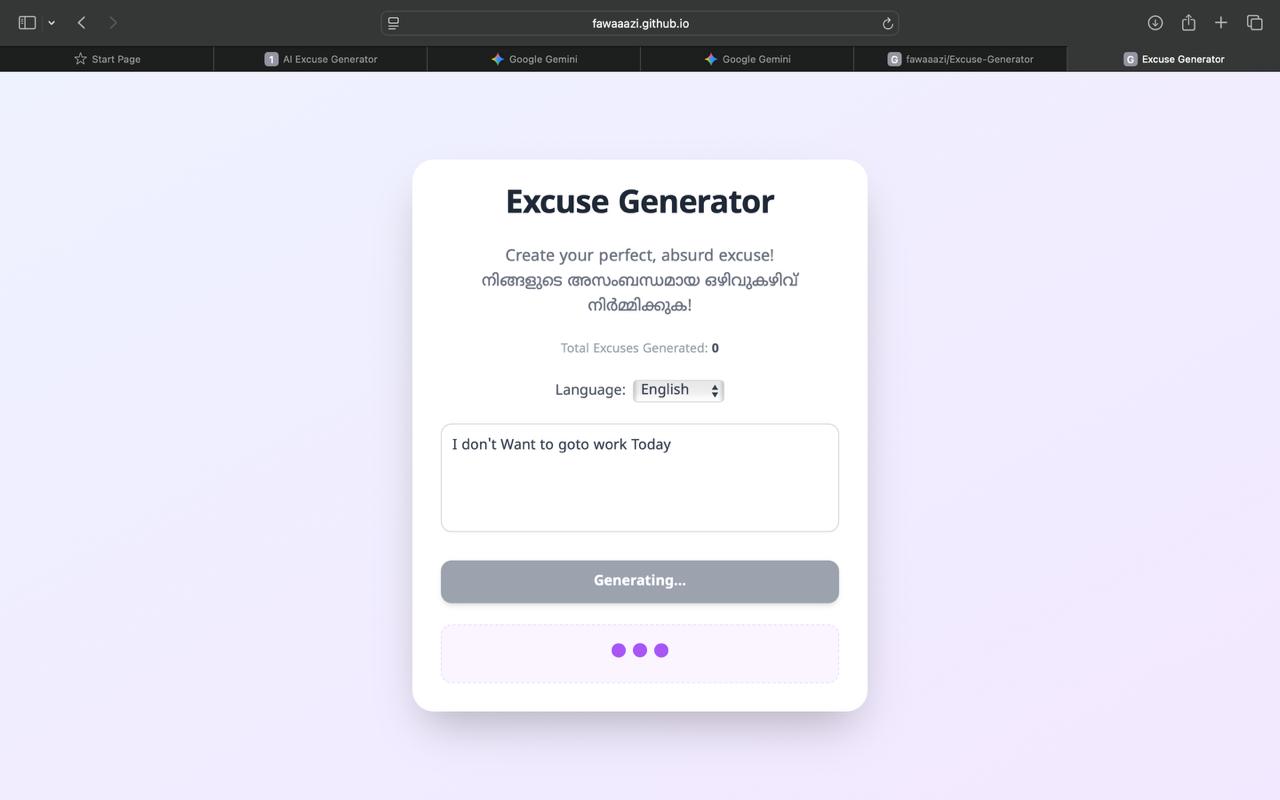 fawaaazi.github.io
Start Page
1 AI Excuse Generator
Google Gemini
Google Gemini
G fawaaazi/Excuse-Generator
G Excuse Generator
Excuse Generator
Create your perfect, absurd excuse!
നിങ്ങളുടെ അസംബന്ധമായ ഒഴിവുകഴിവ്
നിർമ്മിക്കുക!
Total Excuses Generated: 0
Language: English
I don't Want to goto work Today
Generating...